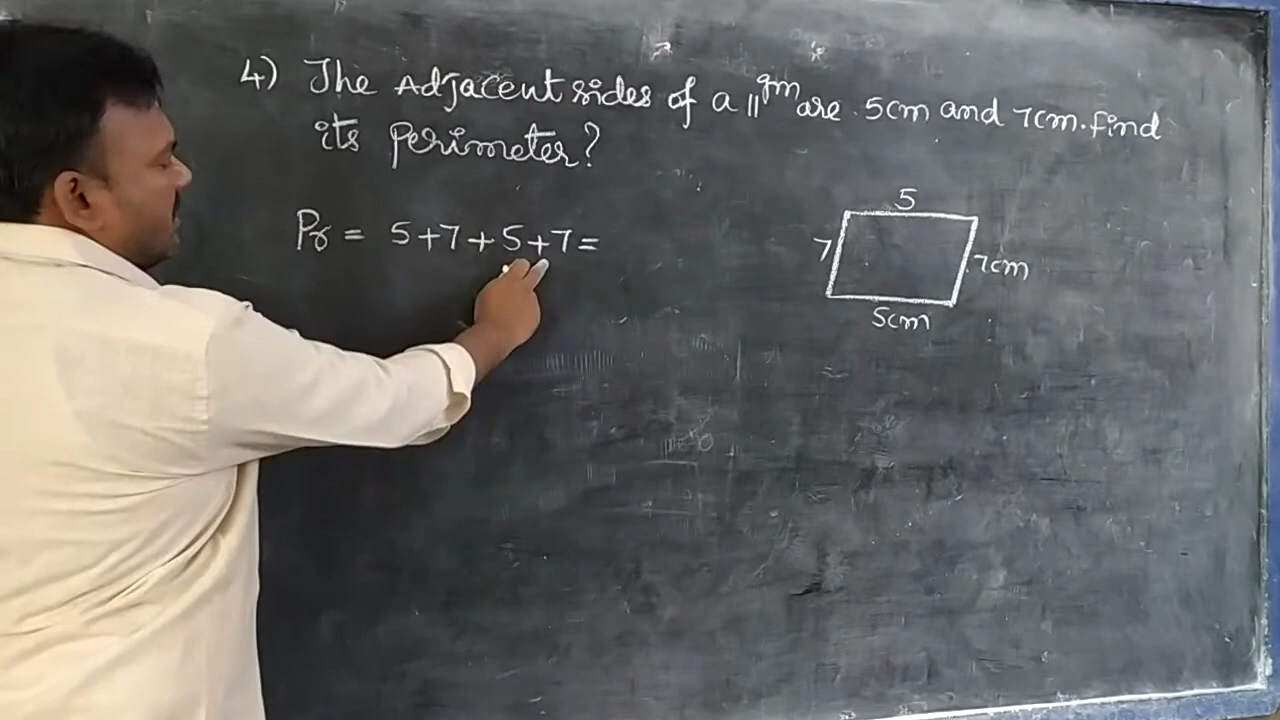 4) The Adjacent sides of a ||gm are 5cm and 7cm. find
its perimeter?
Pr = 5+7+5+7=
5
7
7cm
5cm